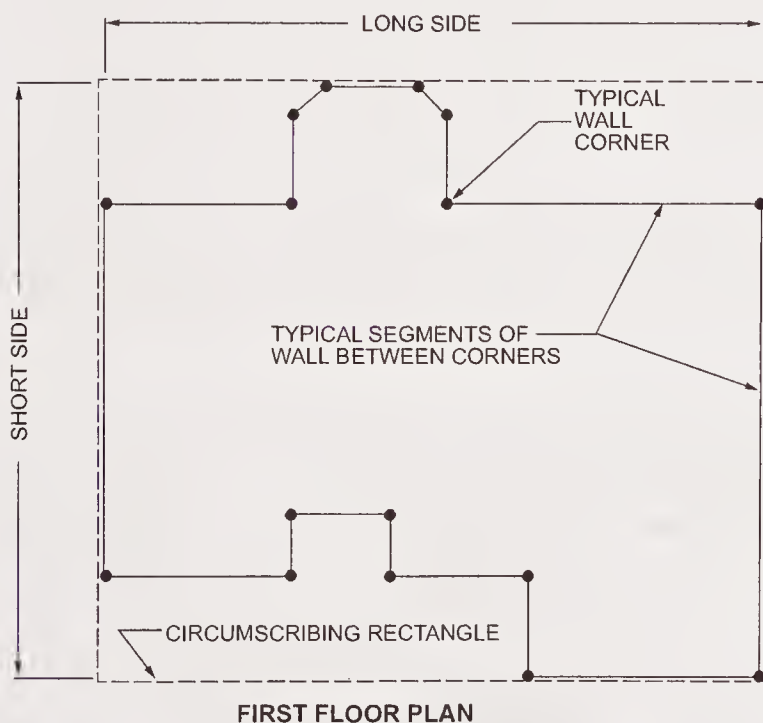 LONG SIDE
TYPICAL
WALL
CORNER
SHORT SIDE
TYPICAL SEGMENTS OF
WALL BETWEEN CORNERS
CIRCUMSCRIBING RECTANGLE
FIRST FLOOR PLAN